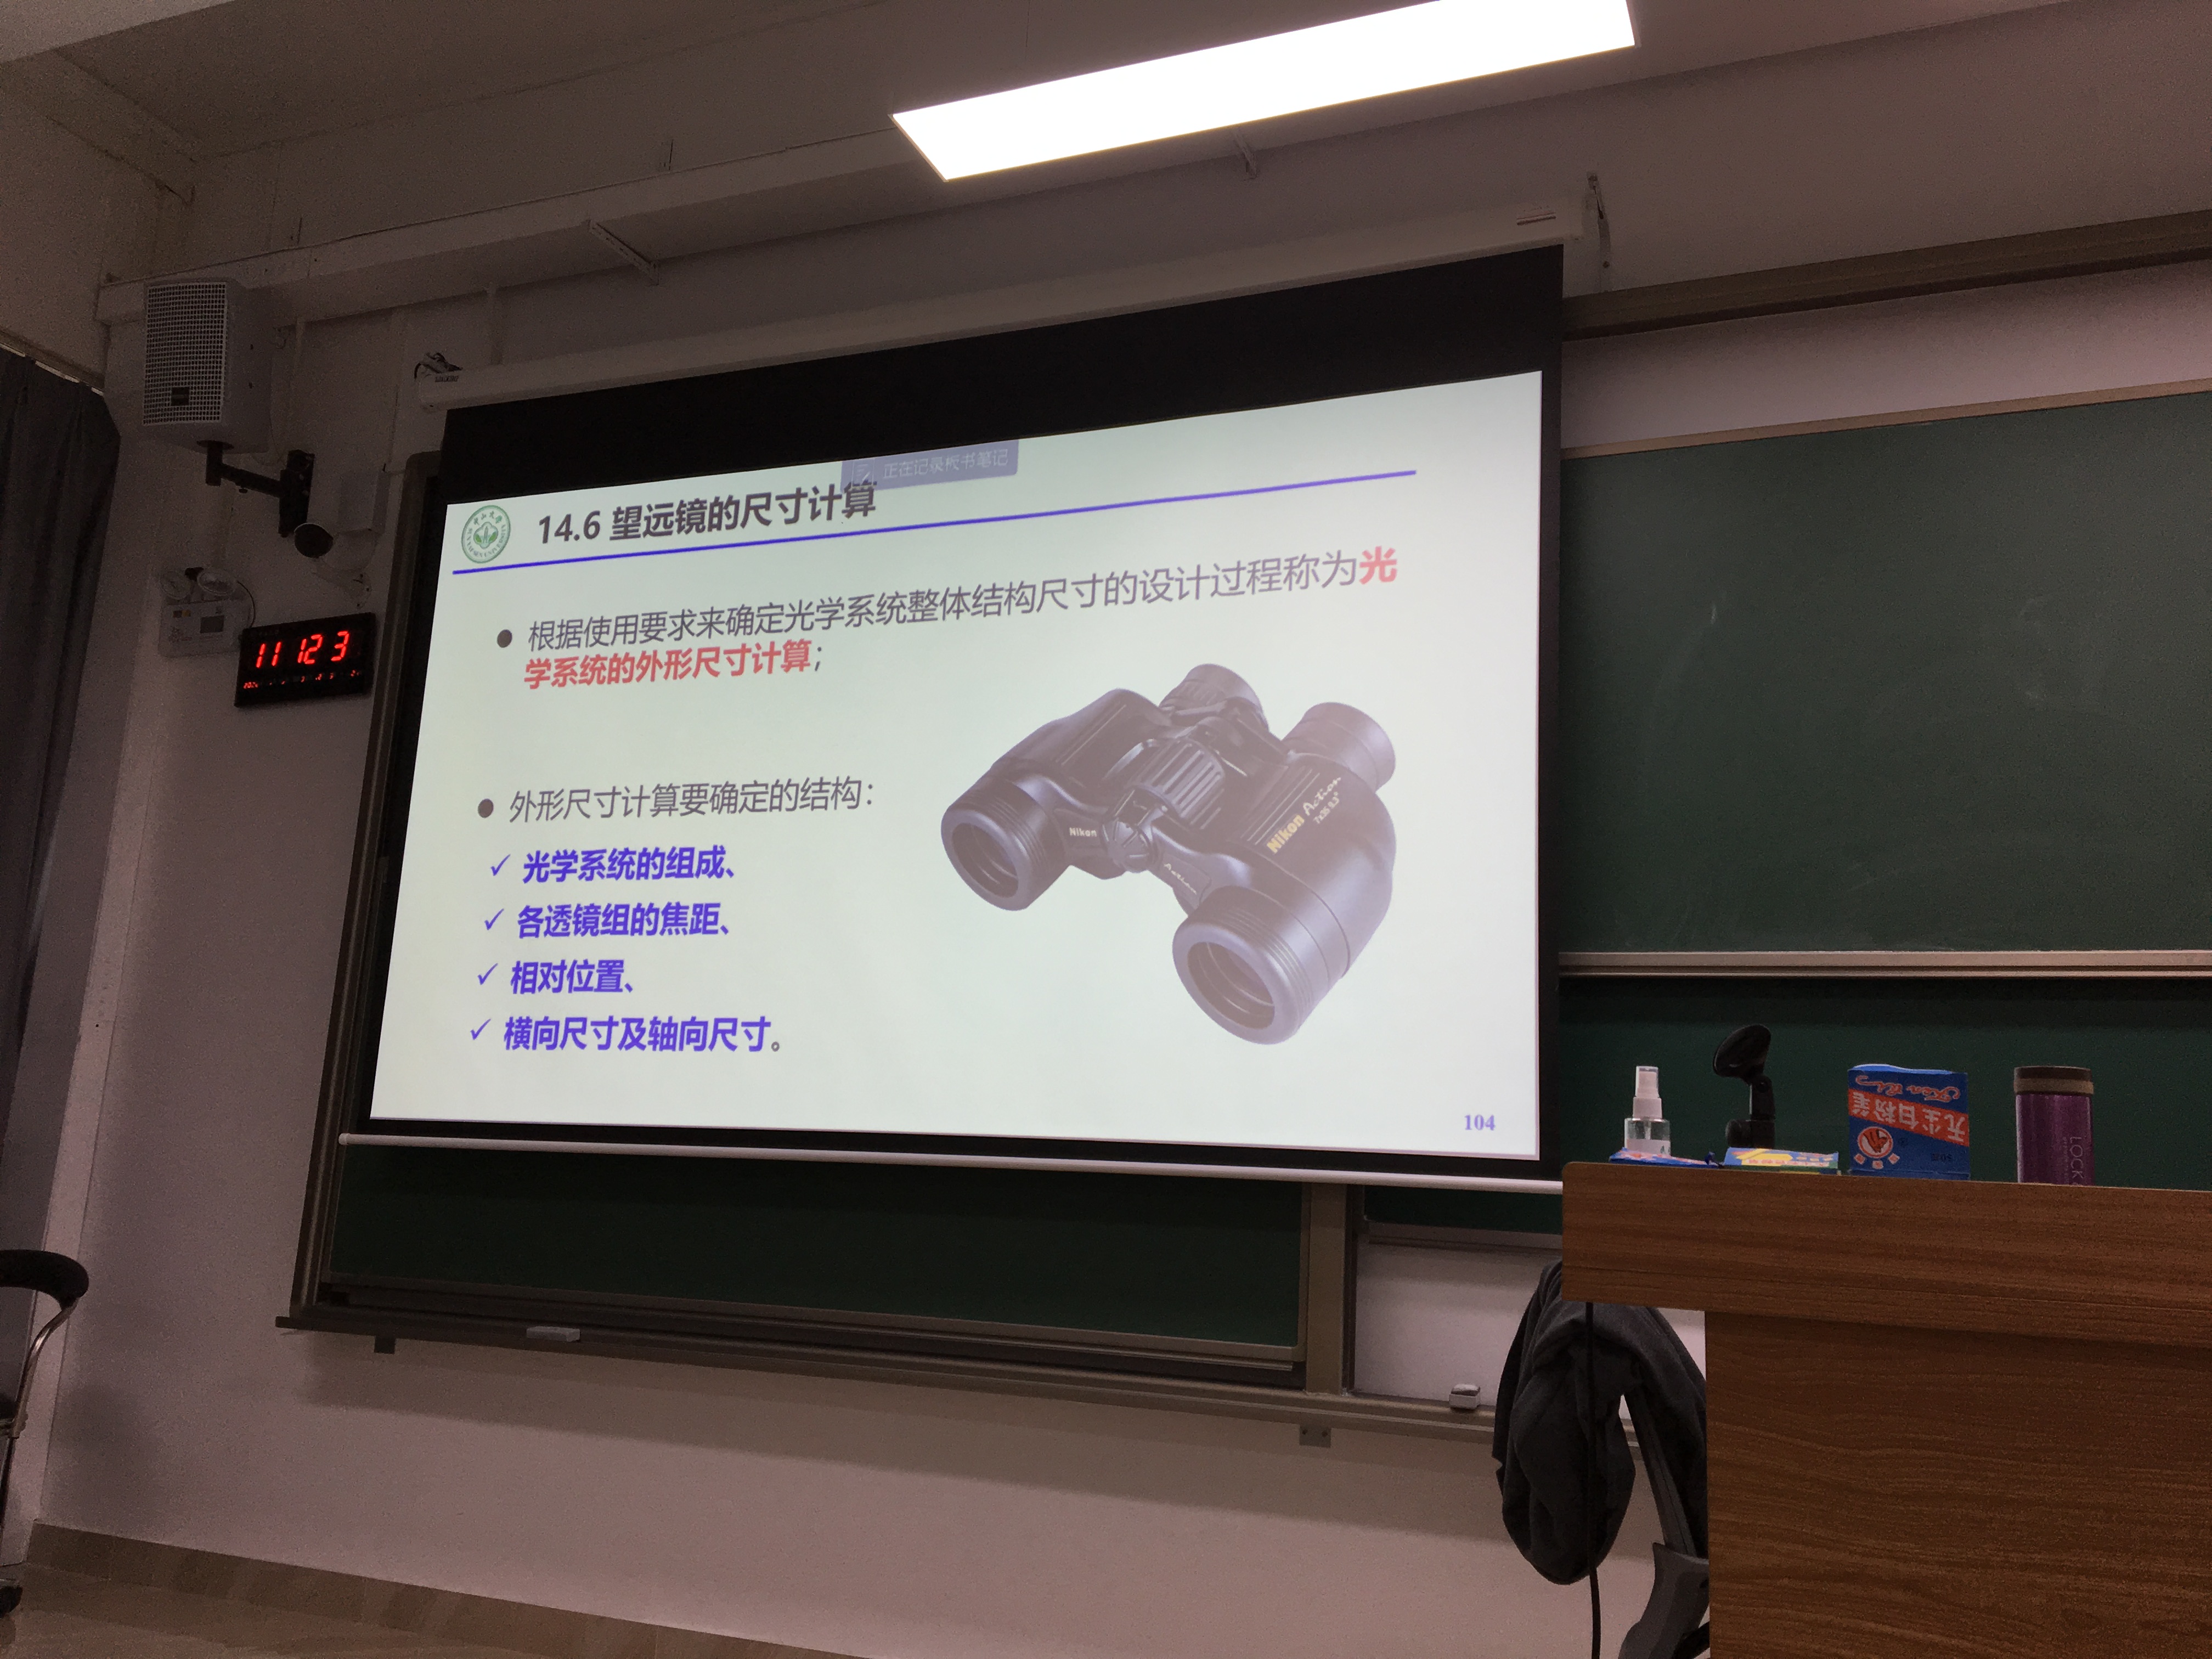 正在记录板书笔记
14.6 望远镜的尺寸计算
根据使用要求来确定光学系统整体结构尺寸的设计过程称为光
学系统的外形尺寸计算；
外形尺寸计算要确定的结构：
✓ 光学系统的组成、
✓ 各透镜组的焦距、
✓ 相对位置、
✓ 横向尺寸及轴向尺寸。
Nikon
Action
Nikon Action
7x35 9.3°
104
11 12 3
无尘白粉笔
LOCK